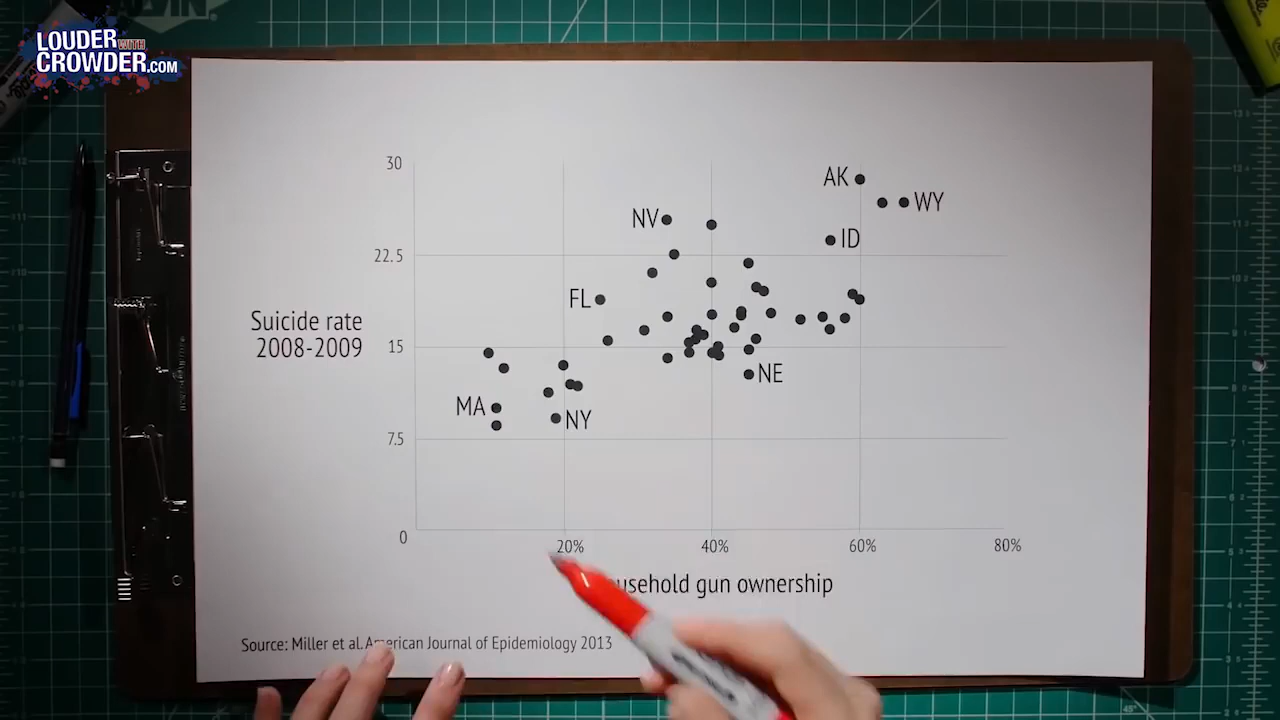 LOUDER WITH
CROWDER.COM
30
AK
WY
NV
ID
22.5
FL
Suicide rate
2008-2009
15
NE
MA
NY
7.5
0
20%
40%
60%
80%
gun ownership
Source: Miller et al. American Journal of Epidemiology 2013